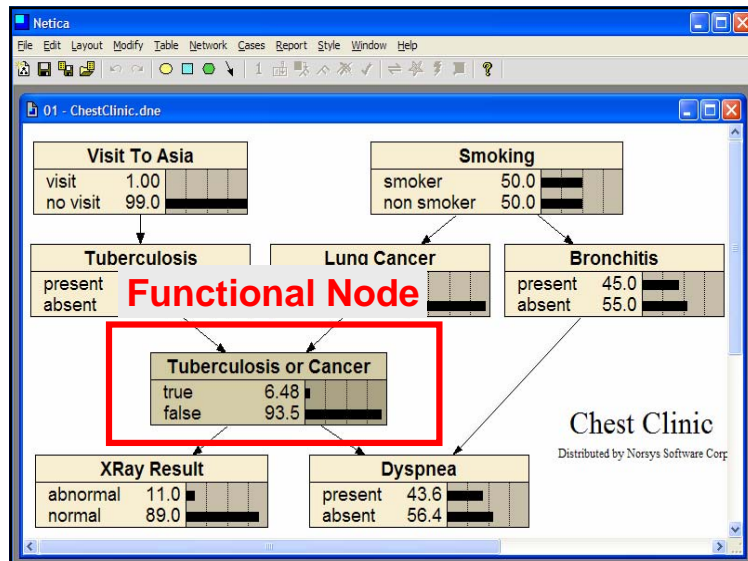 Netica
File Edit Layout Modify Table Network Cases Report Style Window Help
1 ?
01 - ChestClinic.dne
Visit To Asia
visit 1.00
no visit 99.0
Smoking
smoker 50.0
non smoker 50.0
Tuberculosis
present
absent
Lung Cancer
Bronchitis
present 45.0
absent 55.0
Functional Node
Tuberculosis or Cancer
true 6.48
false 93.5
Chest Clinic
Distributed by Norsys Software Corp
XRay Result
abnormal 11.0
normal 89.0
Dyspnea
present 43.6
absent 56.4